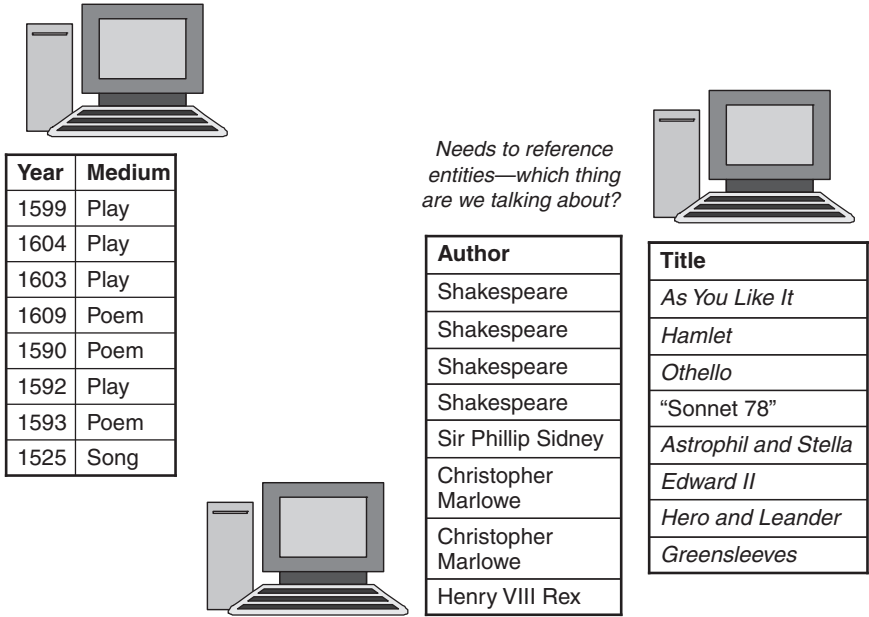 Year Medium
1599 Play
1604 Play
1603 Play
1609 Poem
1590 Poem
1592 Play
1593 Poem
1525 Song
Needs to reference
entities—which thing
are we talking about?
Author
Shakespeare
Shakespeare
Shakespeare
Shakespeare
Sir Phillip Sidney
Christopher
Marlowe
Christopher
Marlowe
Henry VIII Rex
Title
As You Like It
Hamlet
Othello
“Sonnet 78”
Astrophil and Stella
Edward II
Hero and Leander
Greensleeves